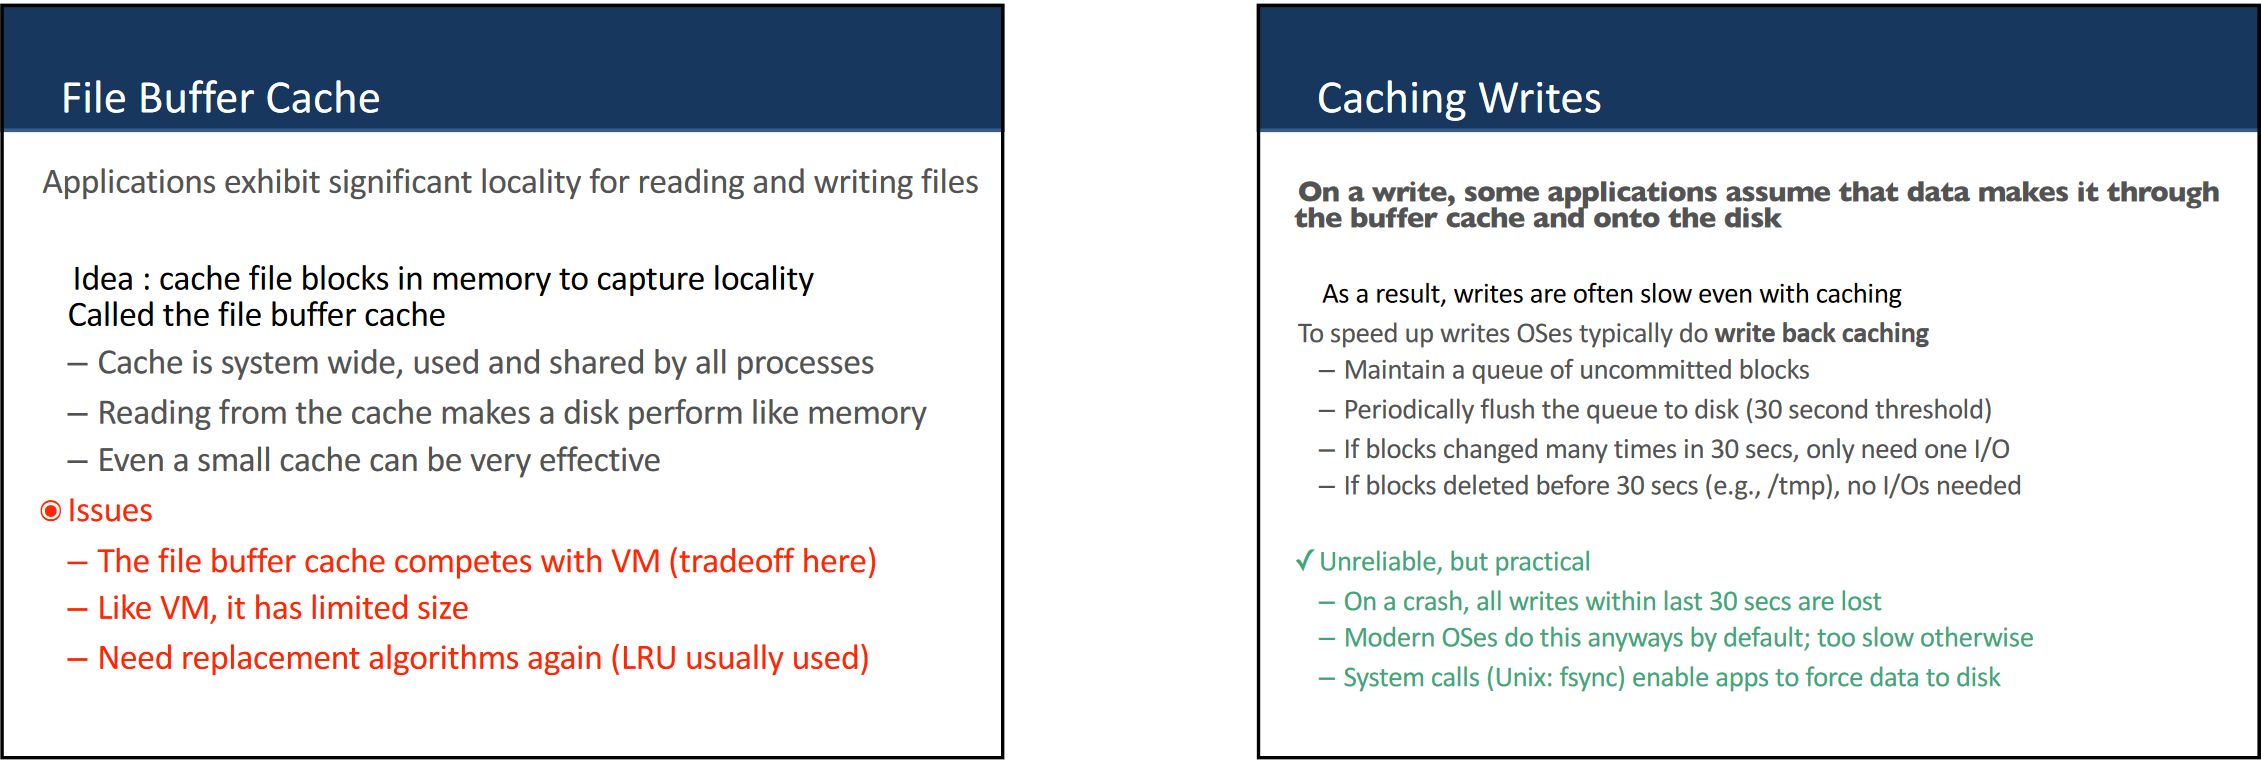 File Buffer Cache
Applications exhibit significant locality for reading and writing files
Idea : cache file blocks in memory to capture locality
Called the file buffer cache
– Cache is system wide, used and shared by all processes
– Reading from the cache makes a disk perform like memory
– Even a small cache can be very effective
Issues
– The file buffer cache competes with VM (tradeoff here)
– Like VM, it has limited size
– Need replacement algorithms again (LRU usually used)
Caching Writes
On a write, some applications assume that data makes it through
the buffer cache and onto the disk
As a result, writes are often slow even with caching
To speed up writes OSes typically do write back caching
– Maintain a queue of uncommitted blocks
– Periodically flush the queue to disk (30 second threshold)
– If blocks changed many times in 30 secs, only need one I/O
– If blocks deleted before 30 secs (e.g., /tmp), no I/Os needed
✓ Unreliable, but practical
– On a crash, all writes within last 30 secs are lost
– Modern OSes do this anyways by default; too slow otherwise
– System calls (Unix: fsync) enable apps to force data to disk